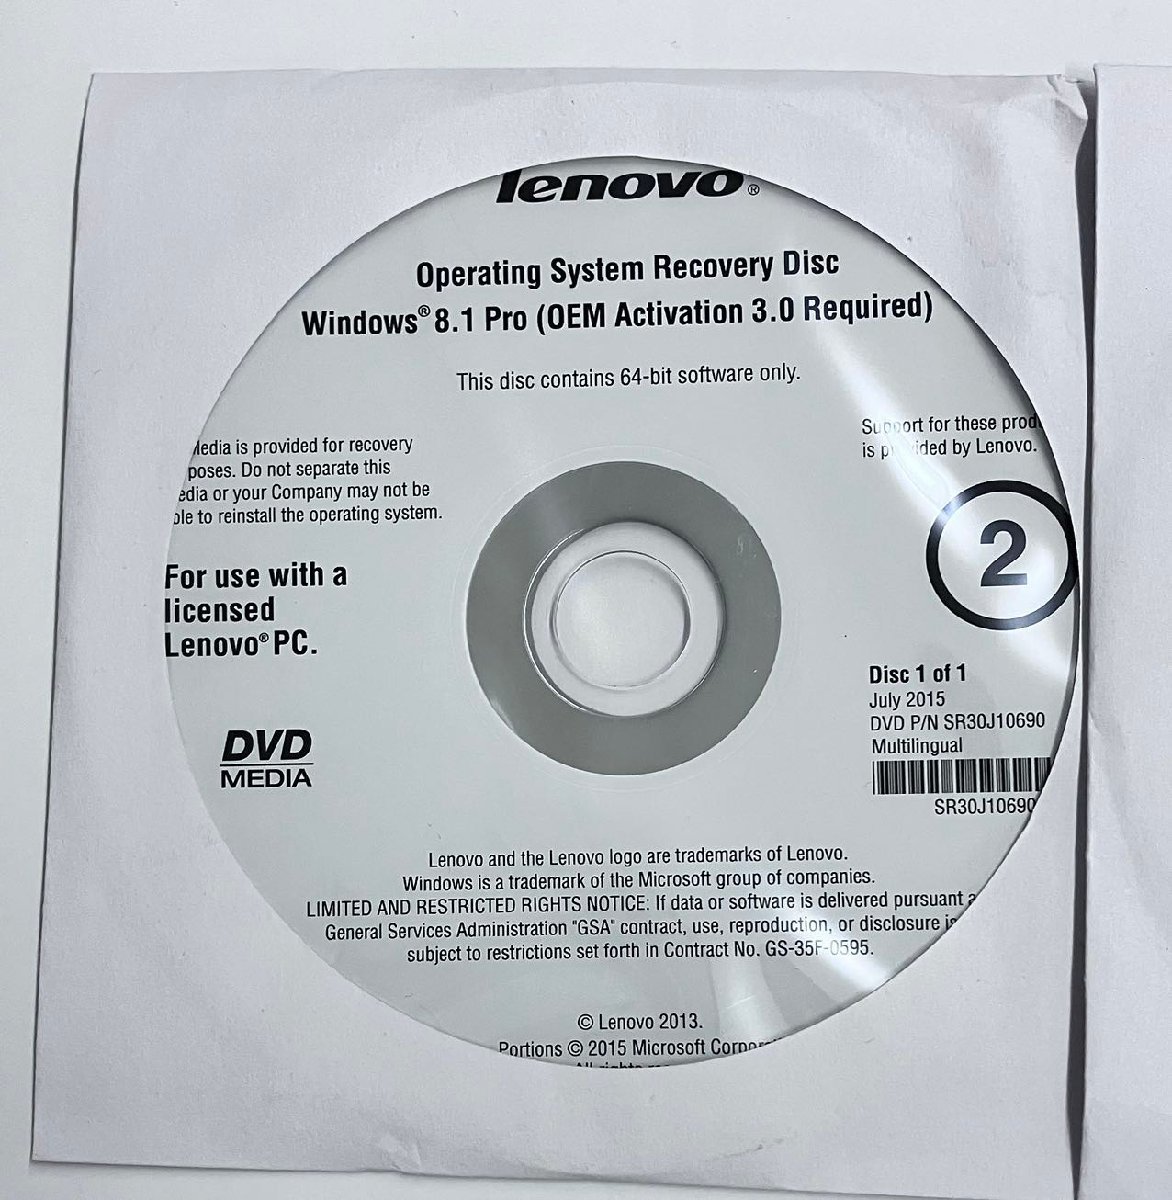 lenovo®
Operating System Recovery Disc
Windows® 8.1 Pro (OEM Activation 3.0 Required)
This disc contains 64-bit software only.
edia is provided for recovery
poses. Do not separate this
edia or your Company may not be
ble to reinstall the operating system.
Support for these prod
is provided by Lenovo.
2
For use with a
licensed
Lenovo® PC.
DVD
MEDIA
Disc 1 of 1
July 2015
DVD P/N SR30J10690
Multilingual
SR30J10690
Lenovo and the Lenovo logo are trademarks of Lenovo.
Windows is a trademark of the Microsoft group of companies.
LIMITED AND RESTRICTED RIGHTS NOTICE: If data or software is delivered pursuant a
General Services Administration "GSA" contract, use, reproduction, or disclosure is
subject to restrictions set forth in Contract No. GS-35F-0595.
© Lenovo 2013.
Portions © 2015 Microsoft Corpor